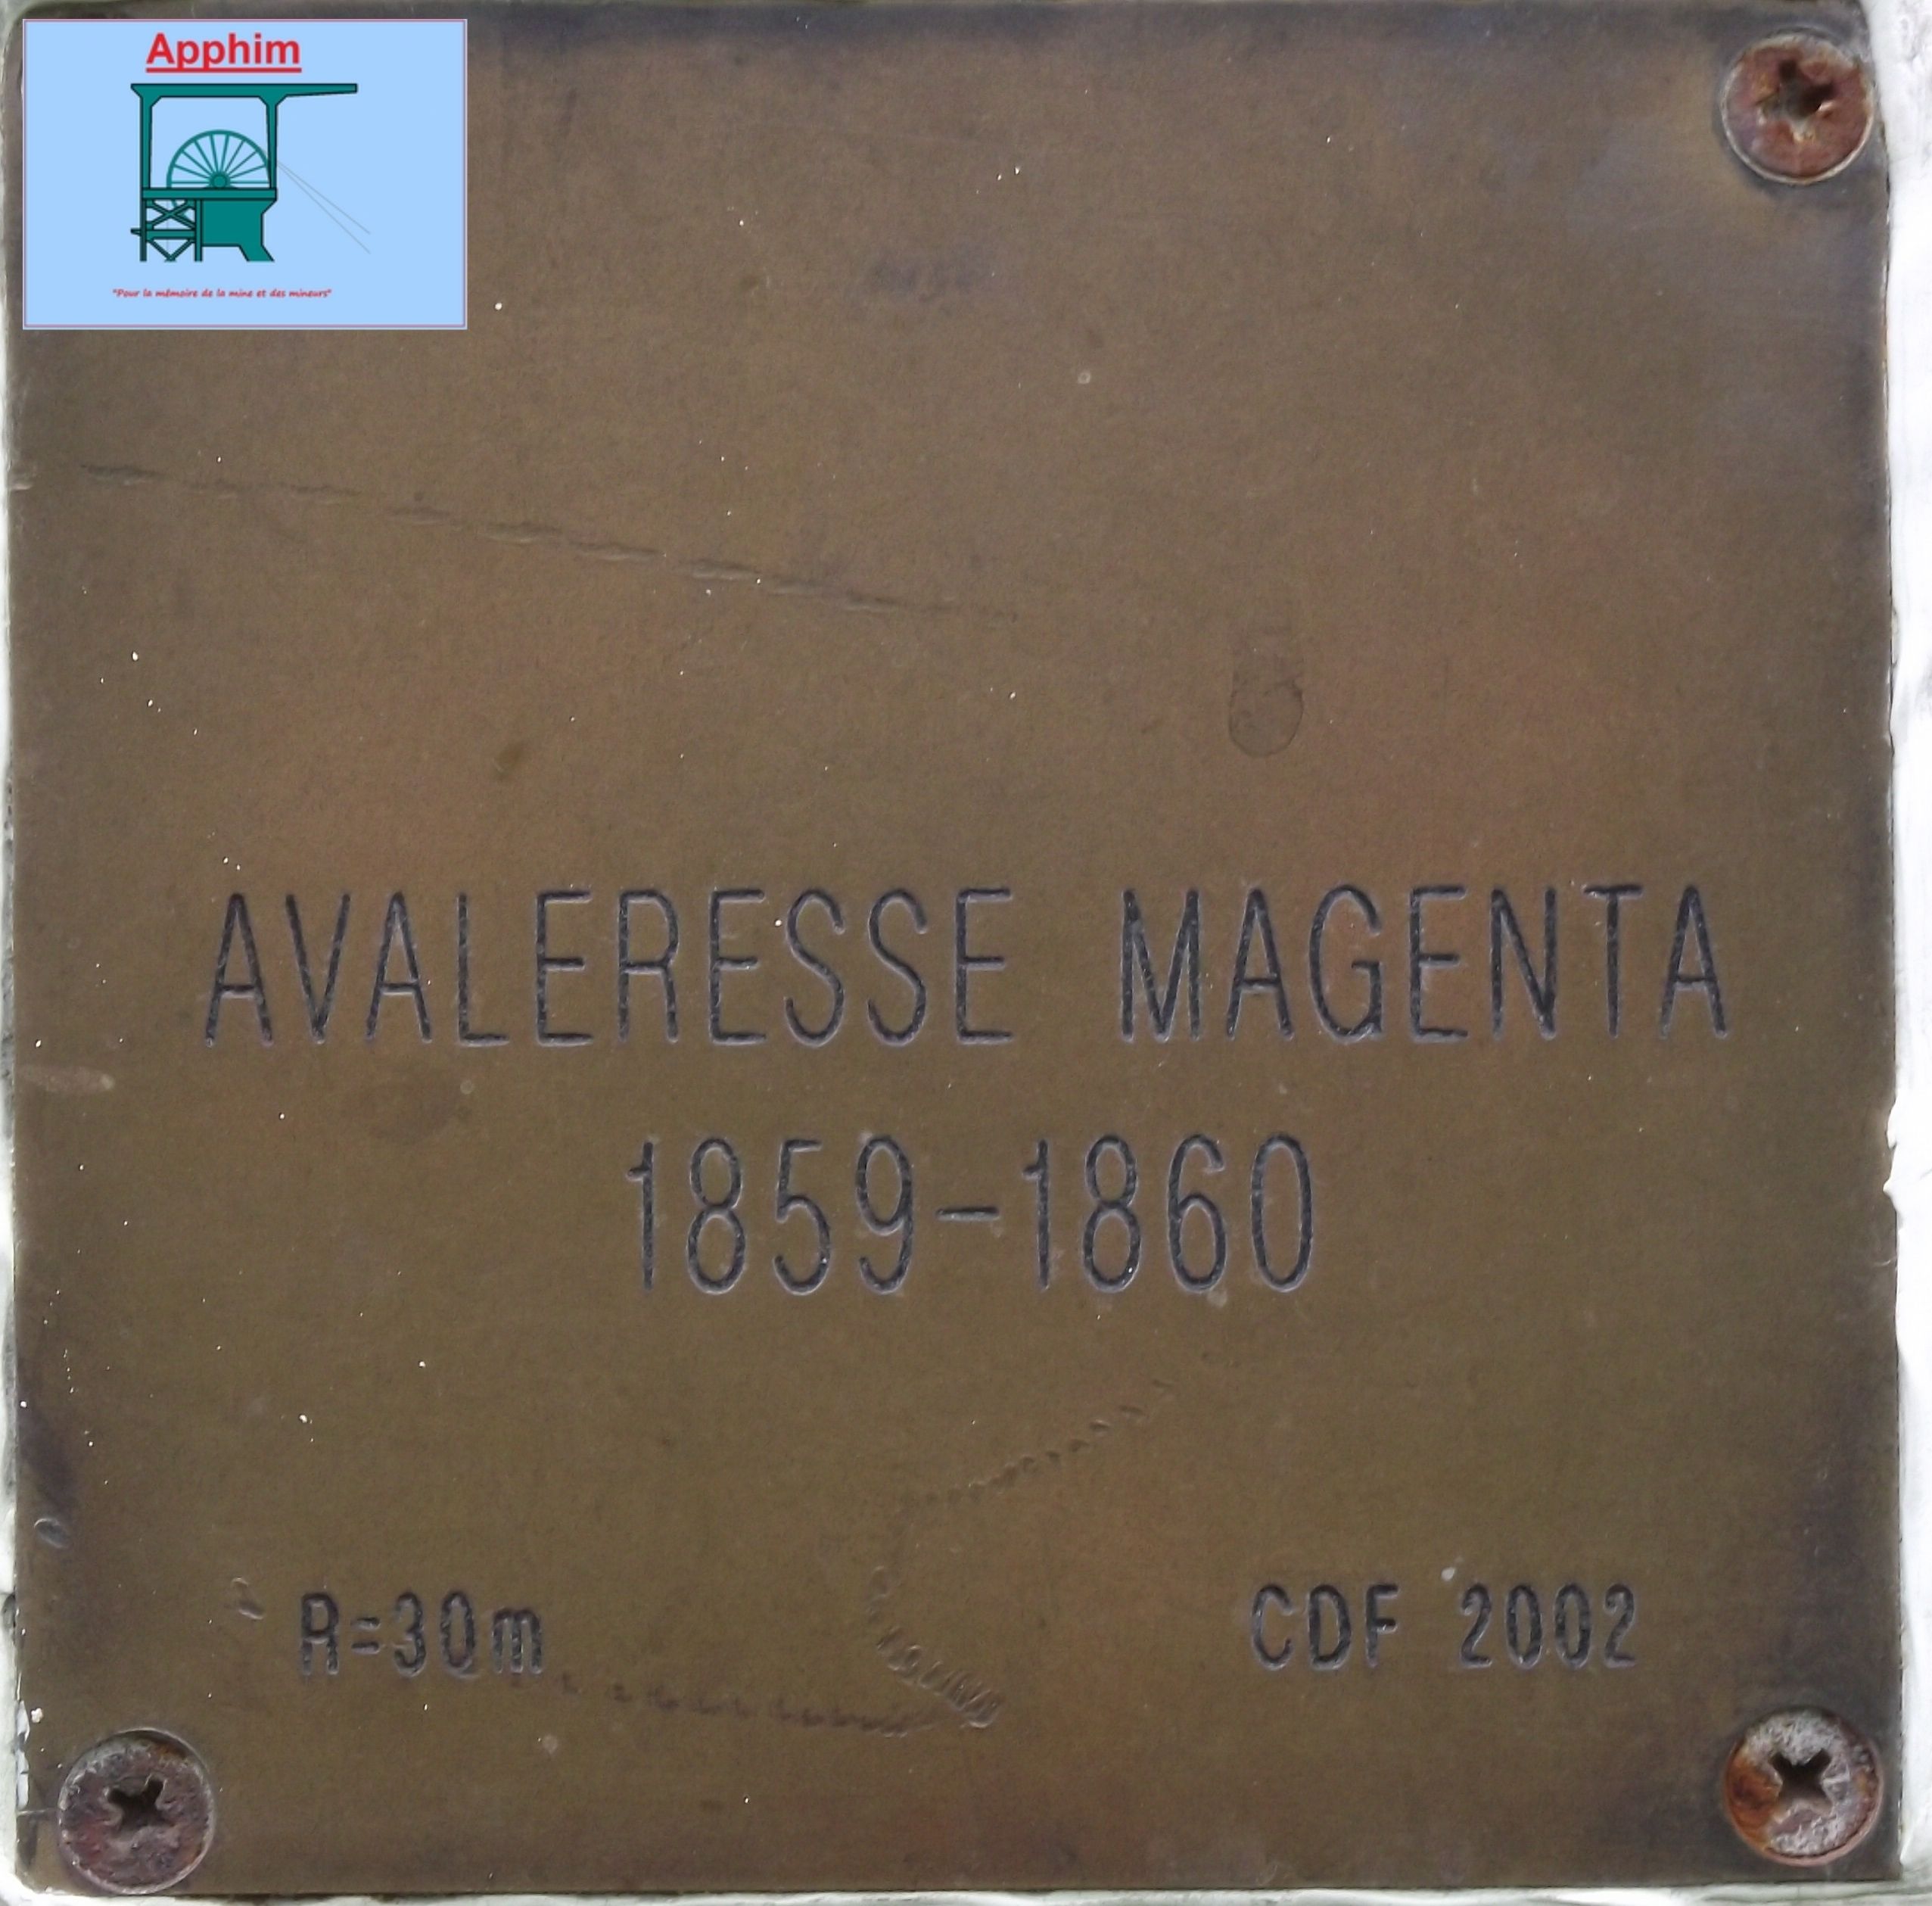 Apphim
"Pour la mémoire de la mine et des mineurs"
AVALERESSE MAGENTA
1859-1860
R=30m
CDF 2002